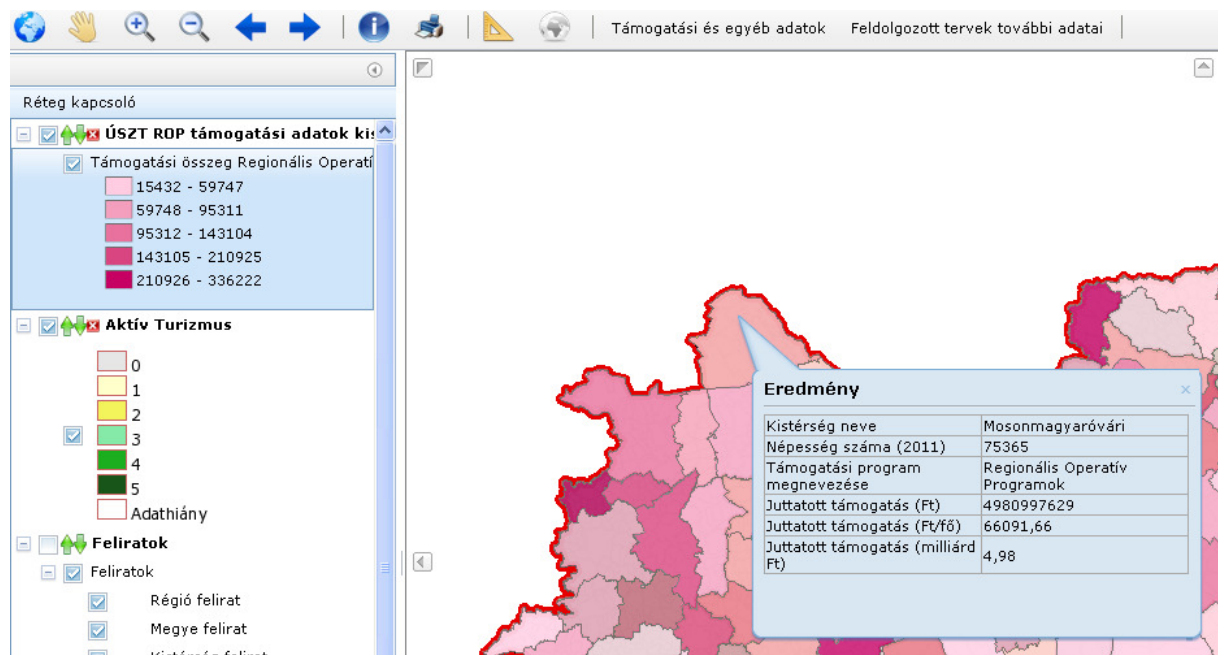 Támogatási és egyéb adatok
Feldolgozott tervek további adatai
Réteg kapcsoló
ÚSZT ROP támogatási adatok kis
Támogatási összeg Regionális Operatí
15432 - 59747
59748 - 95311
95312 - 143104
143105 - 210925
210926 - 336222
Aktív Turizmus
0
1
2
3
4
5
Adathiány
Feliratok
Feliratok
Régió felirat
Megye felirat
Kistérség felirat
Eredmény
Kistérség neve Mosonmagyaróvári
Népesség száma (2011) 75365
Támogatási program Regionális Operatív
megnevezése Programok
Juttatott támogatás (Ft) 4980997629
Juttatott támogatás (Ft/fő) 66091,66
Juttatott támogatás (milliárd
Ft) 4,98